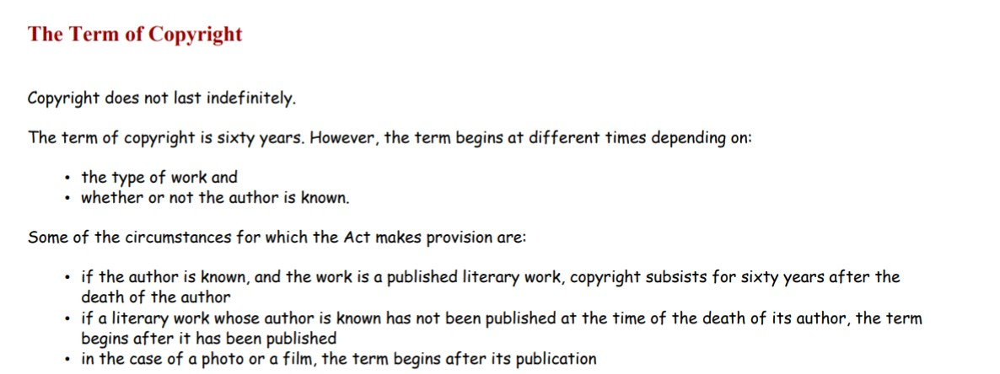 The Term of Copyright
Copyright does not last indefinitely.
The term of copyright is sixty years. However, the term begins at different times depending on:
• the type of work and
• whether or not the author is known.
Some of the circumstances for which the Act makes provision are:
• if the author is known, and the work is a published literary work, copyright subsists for sixty years after the
death of the author
• if a literary work whose author is known has not been published at the time of the death of its author, the term
begins after it has been published
• in the case of a photo or a film, the term begins after its publication